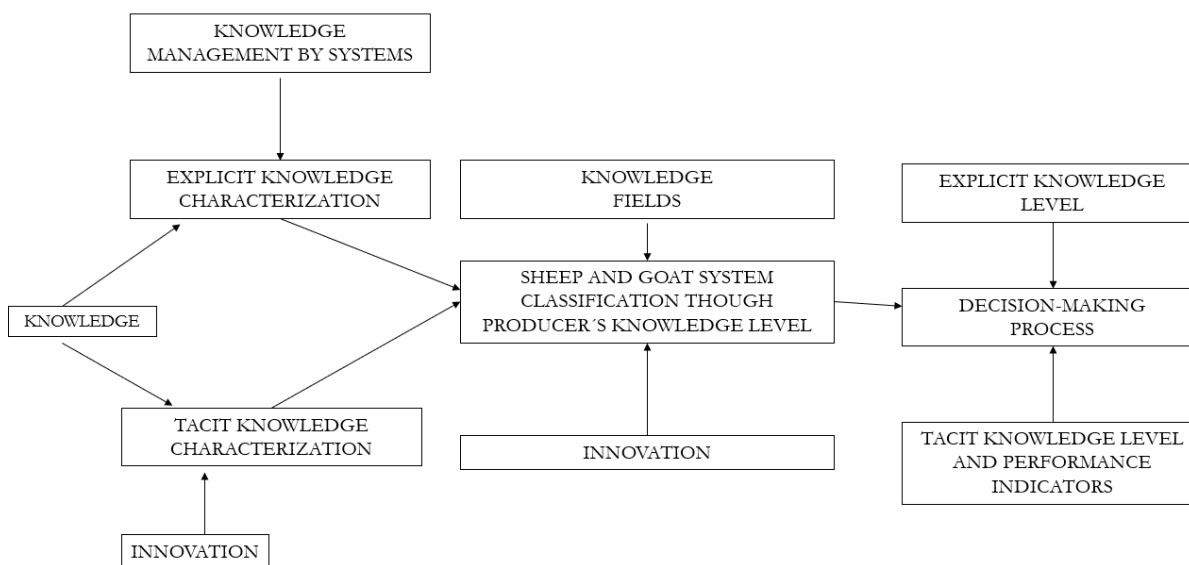 KNOWLEDGE
MANAGEMENT BY SYSTEMS
EXPLICIT KNOWLEDGE
CHARACTERIZATION
KNOWLEDGE
FIELDS
EXPLICIT KNOWLEDGE
LEVEL
KNOWLEDGE
SHEEP AND GOAT SYSTEM
CLASSIFICATION THOUGH
PRODUCER´S KNOWLEDGE LEVEL
DECISION-MAKING
PROCESS
TACIT KNOWLEDGE
CHARACTERIZATION
INNOVATION
TACIT KNOWLEDGE LEVEL
AND PERFORMANCE
INDICATORS
INNOVATION